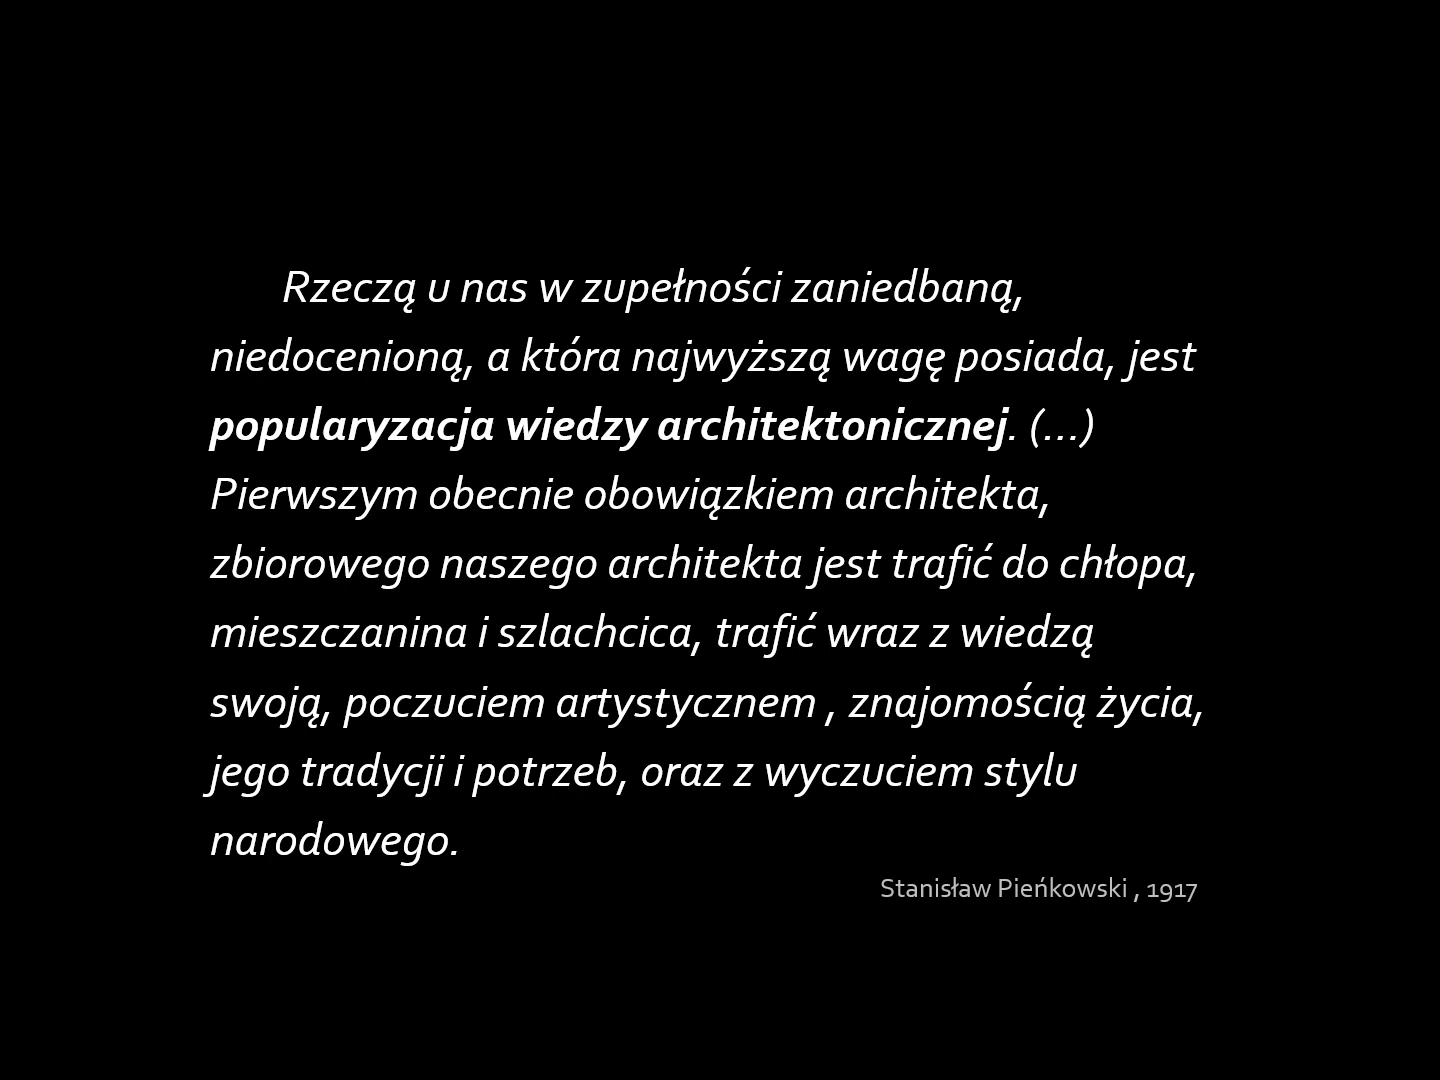 Rzeczą u nas w zupełności zaniedbaną,
niedocenioną, a która najwyższą wagę posiada, jest
popularyzacja wiedzy architektonicznej. (...)
Pierwszym obecnie obowiązkiem architekta,
zbiorowego naszego architekta jest trafić do chłopa,
mieszczanina i szlachcica, trafić wraz z wiedzą
swoją, poczuciem artystycznem , znajomością życia,
jego tradycji i potrzeb, oraz z wyczuciem stylu
narodowego.
Stanisław Pieńkowski , 1917